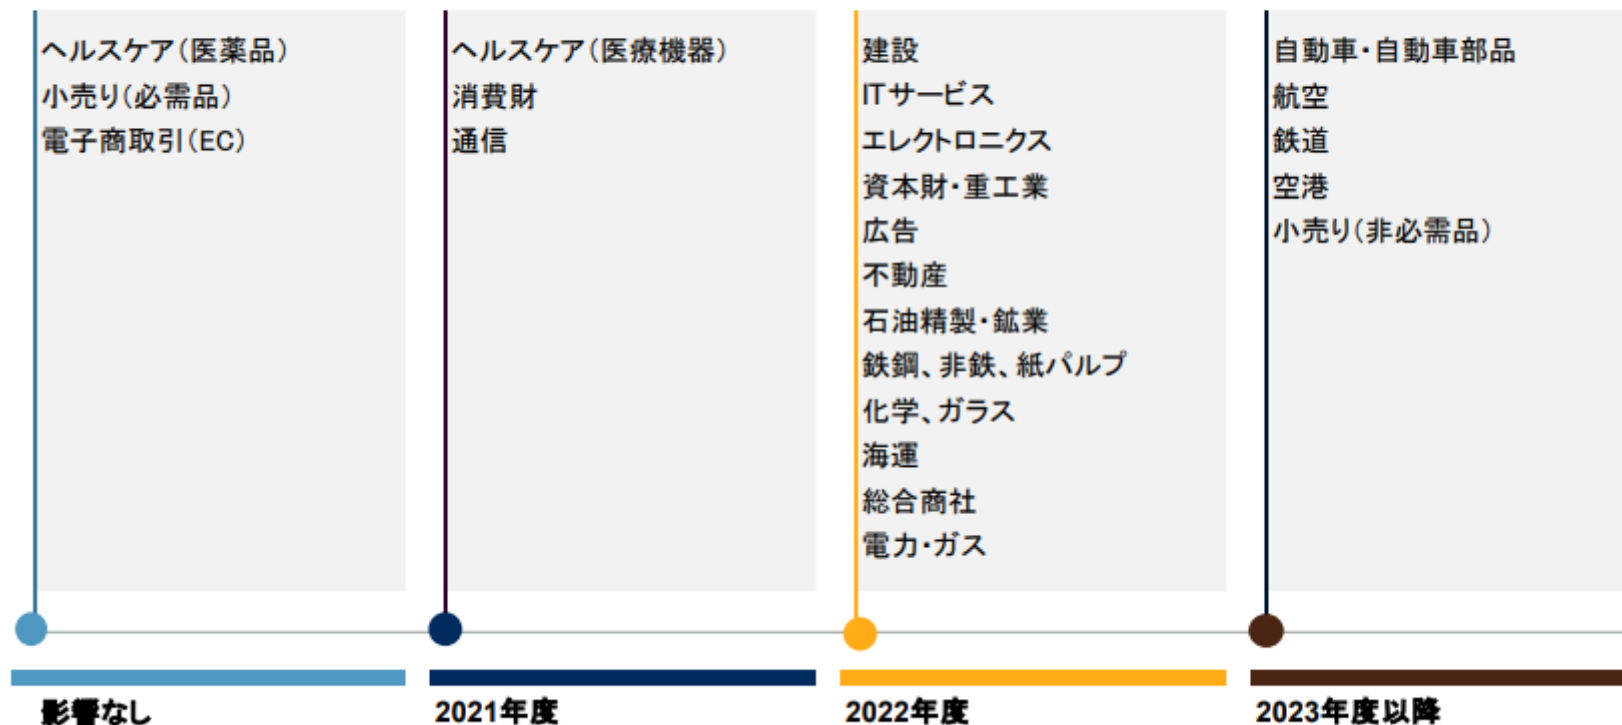 ヘルスケア(医薬品)
小売り(必需品)
電子商取引(EC)
ヘルスケア(医療機器)
消費財
通信
建設
ITサービス
エレクトロニクス
資本財・重工業
広告
不動産
石油精製・鉱業
鉄鋼、非鉄、紙パルプ
化学、ガラス
海運
総合商社
電力・ガス
自動車・自動車部品
航空
鉄道
空港
小売り(非必需品)
影響なし
2021年度
2022年度
2023年度以降